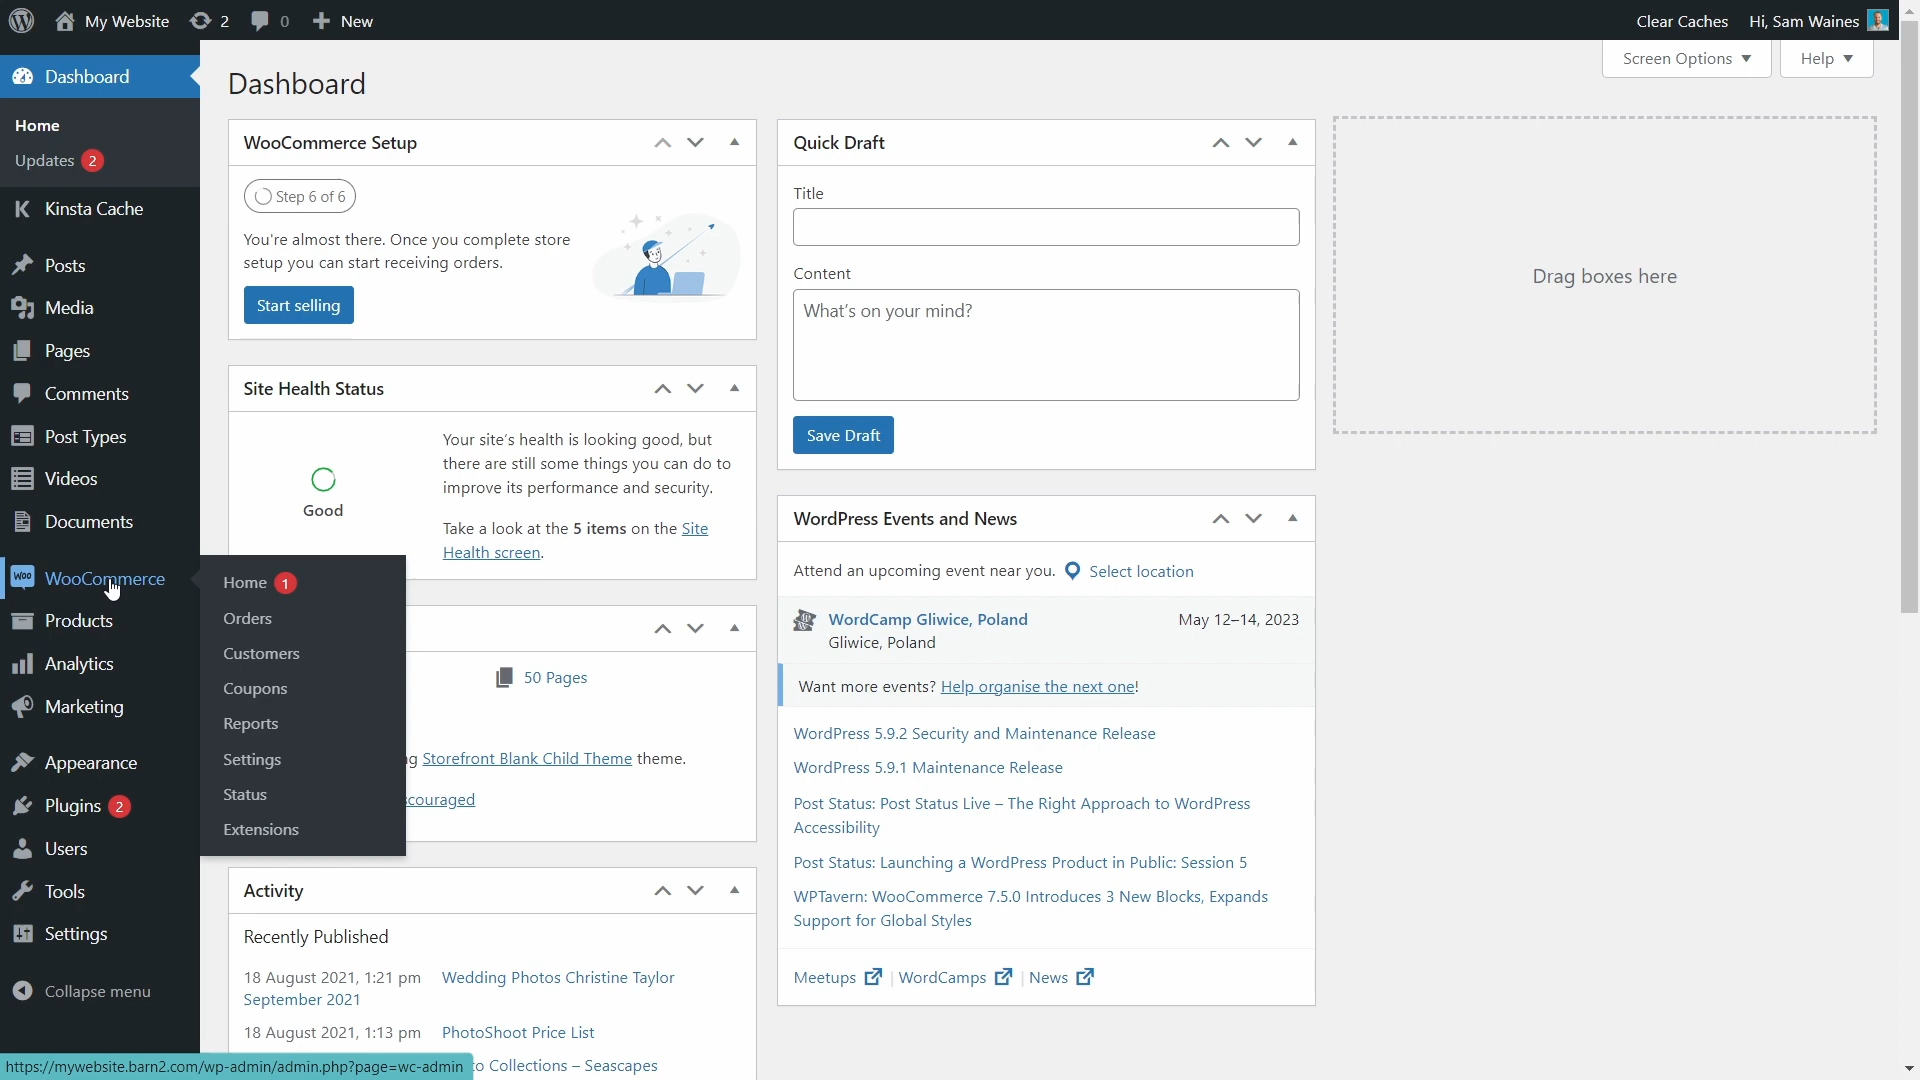 My Website
2
0
New
Clear Caches
Hi, Sam Waines
Dashboard
Home
Updates 2
Kinsta Cache
Posts
Media
Pages
Comments
Post Types
Videos
Documents
WooCommerce
Products
Analytics
Marketing
Appearance
Plugins 2
Users
Tools
Settings
Collapse menu
Home 1
Orders
Customers
Coupons
Reports
Settings
Status
Extensions
Screen Options
Help
Dashboard
WooCommerce Setup
Step 6 of 6
You're almost there. Once you complete store
setup you can start receiving orders.
Start selling
Site Health Status
Good
Your site's health is looking good, but
there are still some things you can do to
improve its performance and security.
Take a look at the 5 items on the Site
Health screen.
50 Pages
g Storefront Blank Child Theme theme.
scouraged
Activity
Recently Published
18 August 2021, 1:21 pm Wedding Photos Christine Taylor
September 2021
18 August 2021, 1:13 pm PhotoShoot Price List
to Collections – Seascapes
Quick Draft
Title
Content
What's on your mind?
Save Draft
WordPress Events and News
Attend an upcoming event near you. Select location
WordCamp Gliwice, Poland May 12–14, 2023
Gliwice, Poland
Want more events? Help organise the next one!
WordPress 5.9.2 Security and Maintenance Release
WordPress 5.9.1 Maintenance Release
Post Status: Post Status Live – The Right Approach to WordPress
Accessibility
Post Status: Launching a WordPress Product in Public: Session 5
WPTavern: WooCommerce 7.5.0 Introduces 3 New Blocks, Expands
Support for Global Styles
Meetups | WordCamps | News
Drag boxes here
https://mywebsite.barn2.com/wp-admin/admin.php?page=wc-admin